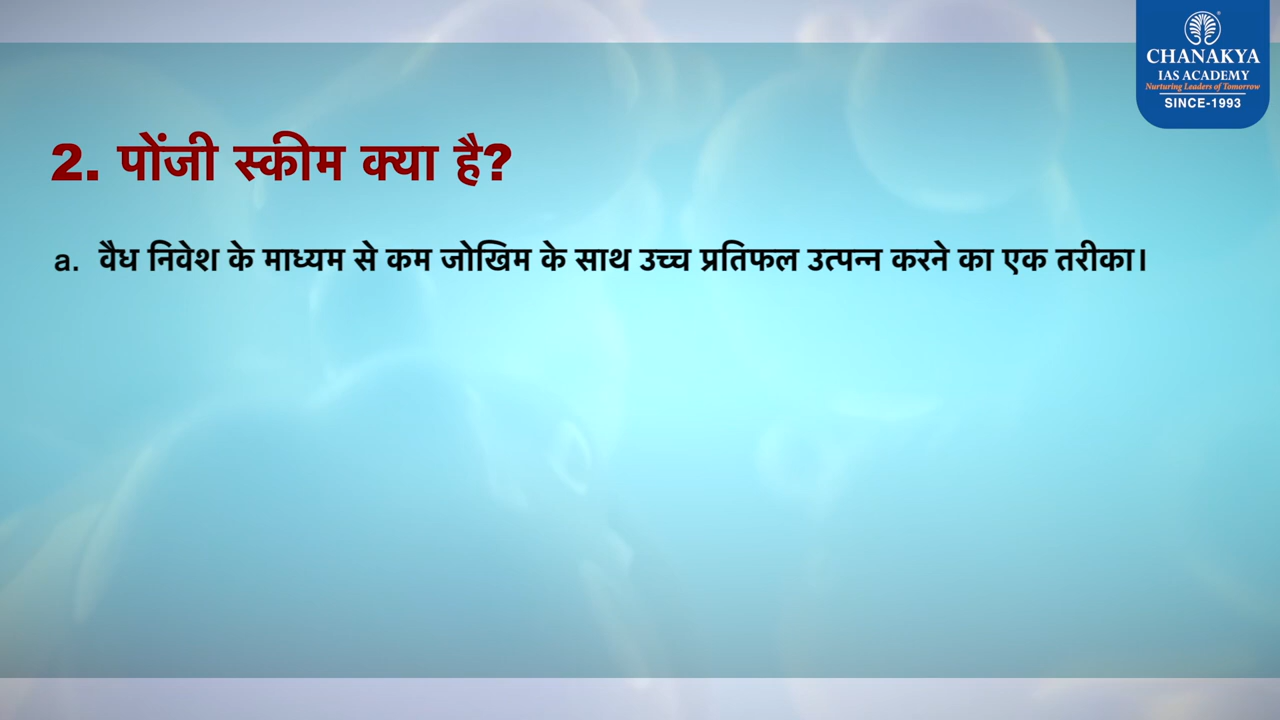 CHANAKYA
IAS ACADEMY
Nurturing Leaders of Tomorrow
SINCE-1993
2. पोंजी स्कीम क्या है?
a. वैध निवेश के माध्यम से कम जोखिम के साथ उच्च प्रतिफल उत्पन्न करने का एक तरीका।